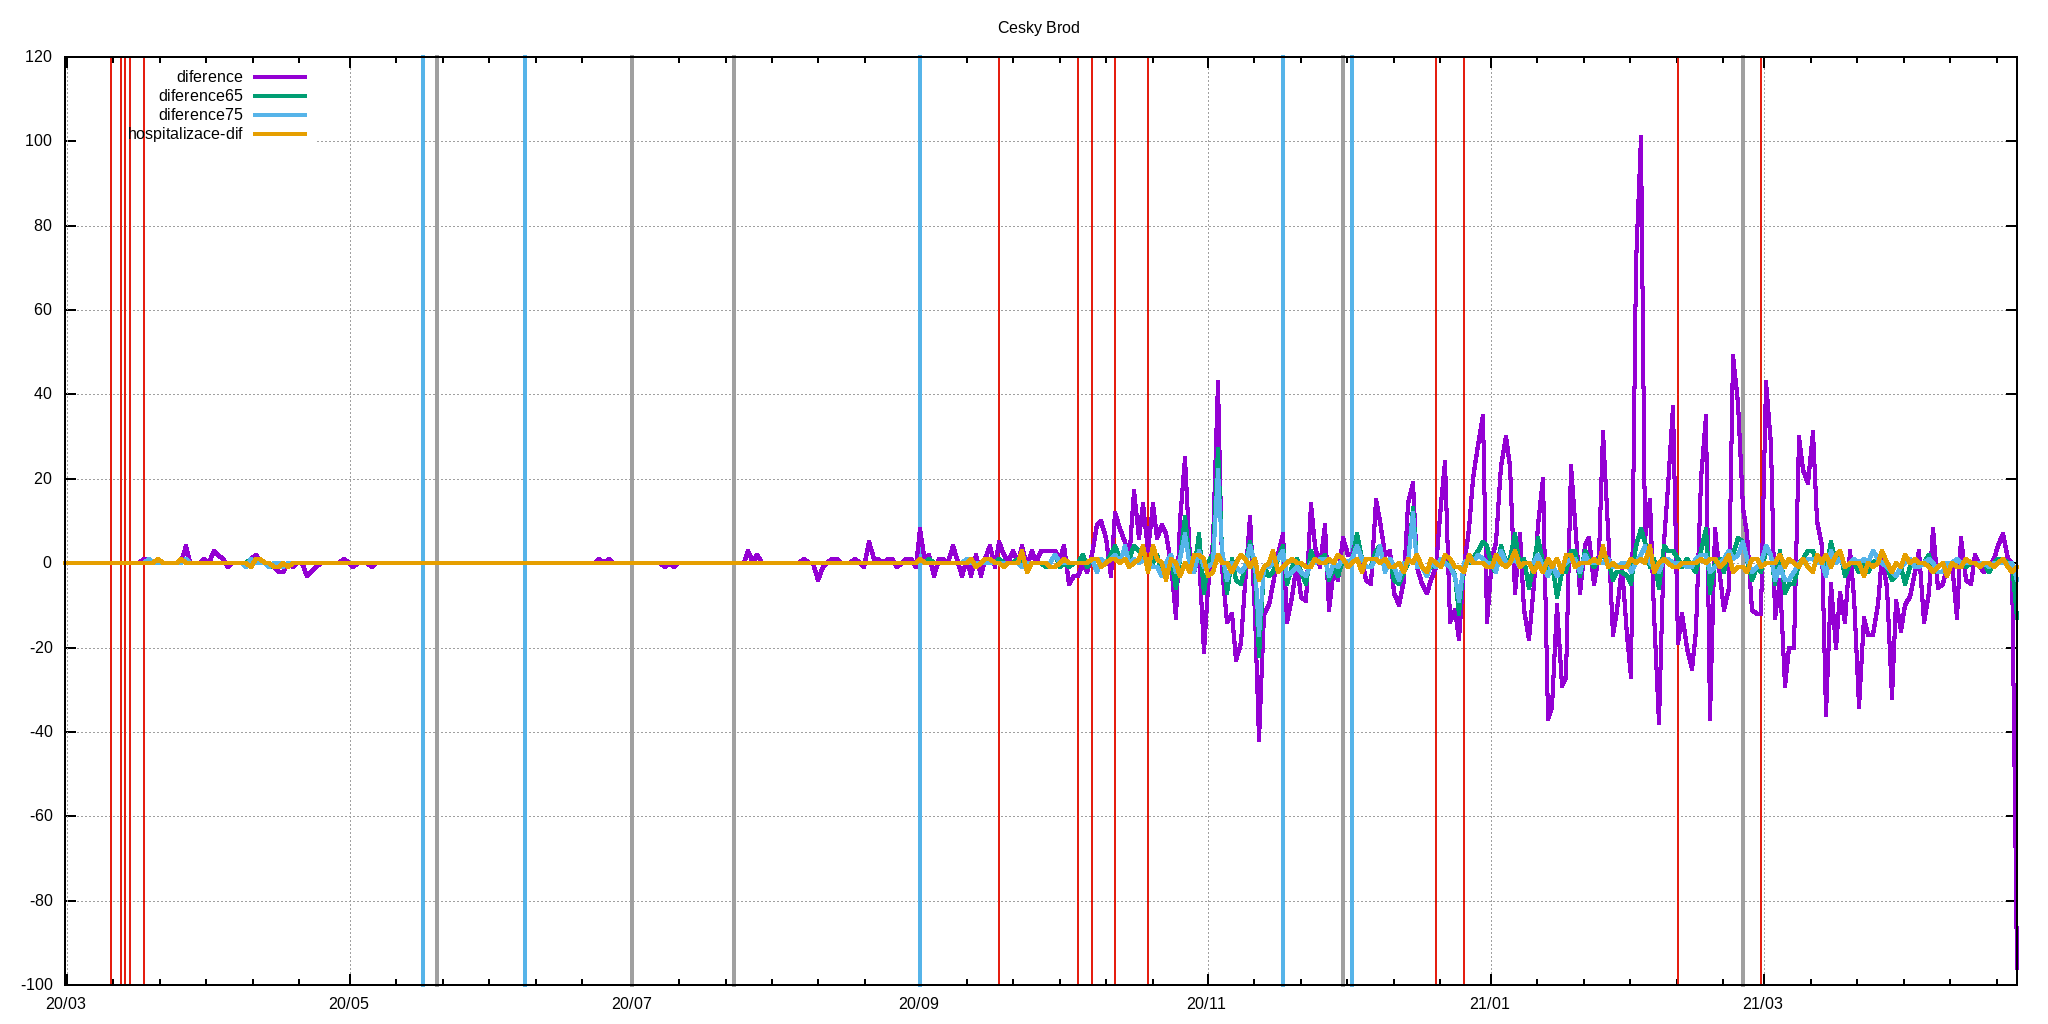 Cesky Brod
120
100
80
60
40
20
0
-20
-40
-60
-80
-100
diference
diference65
diference75
hospitalizace-dif
20/03 20/05 20/07 20/09 20/11 21/01 21/03